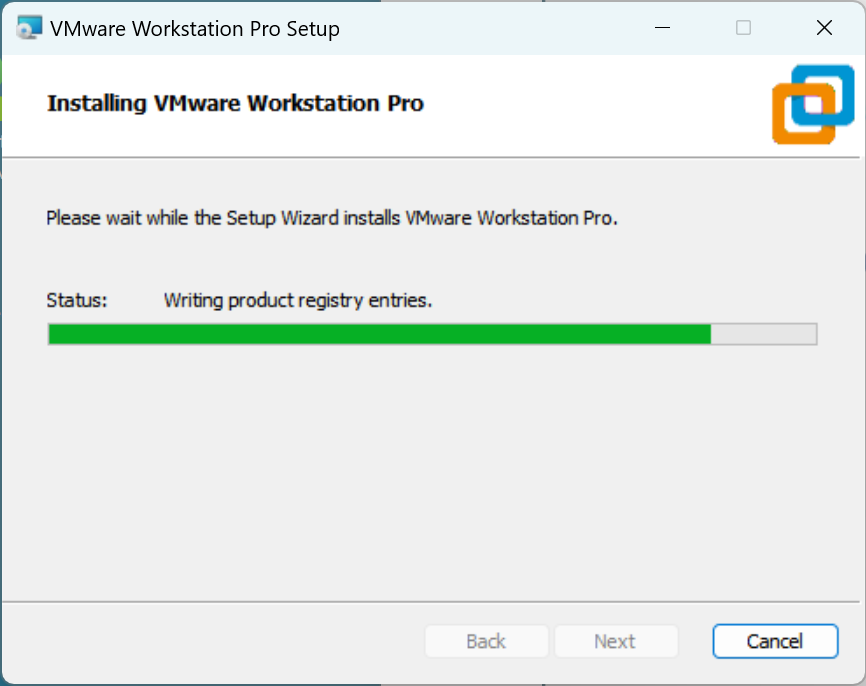 VMware Workstation Pro Setup
Installing VMware Workstation Pro
Please wait while the Setup Wizard installs VMware Workstation Pro.
Status: Writing product registry entries.
Back Next Cancel